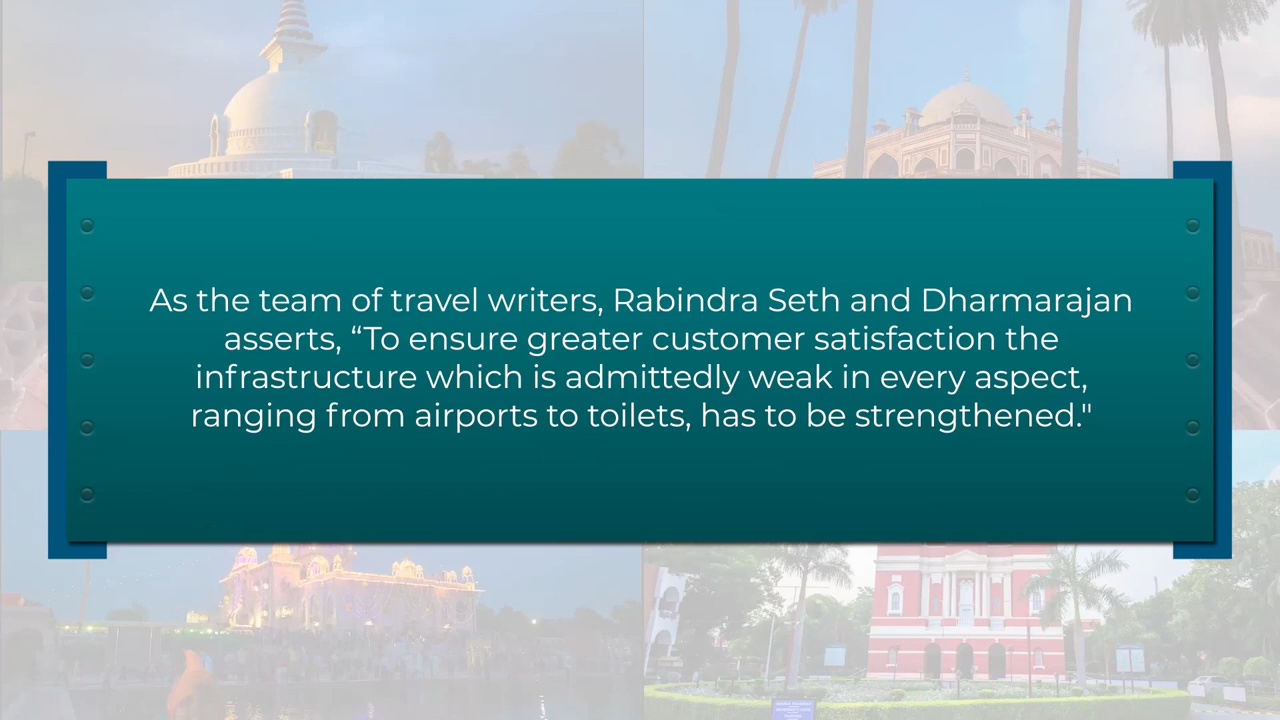 As the team of travel writers, Rabindra Seth and Dharmarajan
asserts, “To ensure greater customer satisfaction the
infrastructure which is admittedly weak in every aspect,
ranging from airports to toilets, has to be strengthened."